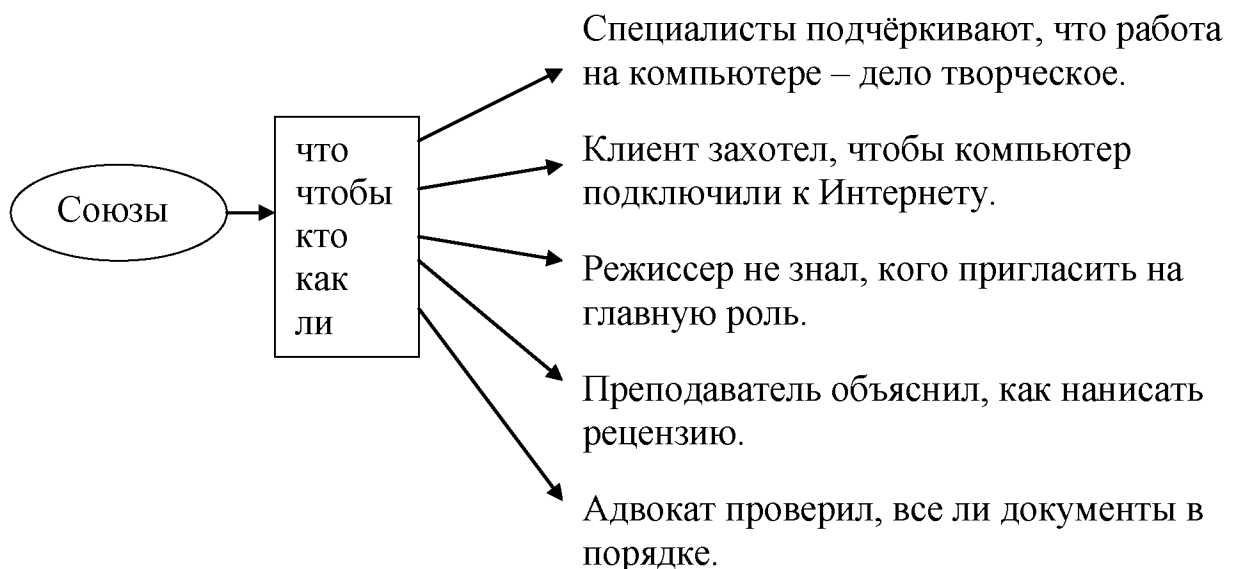 Союзы
что
чтобы
кто
как
ли
Специалисты подчёркивают, что работа
на компьютере – дело творческое.
Клиент захотел, чтобы компьютер
подключили к Интернету.
Режиссер не знал, кого пригласить на
главную роль.
Преподаватель объяснил, как нанисать
рецензию.
Адвокат проверил, все ли документы в
порядке.